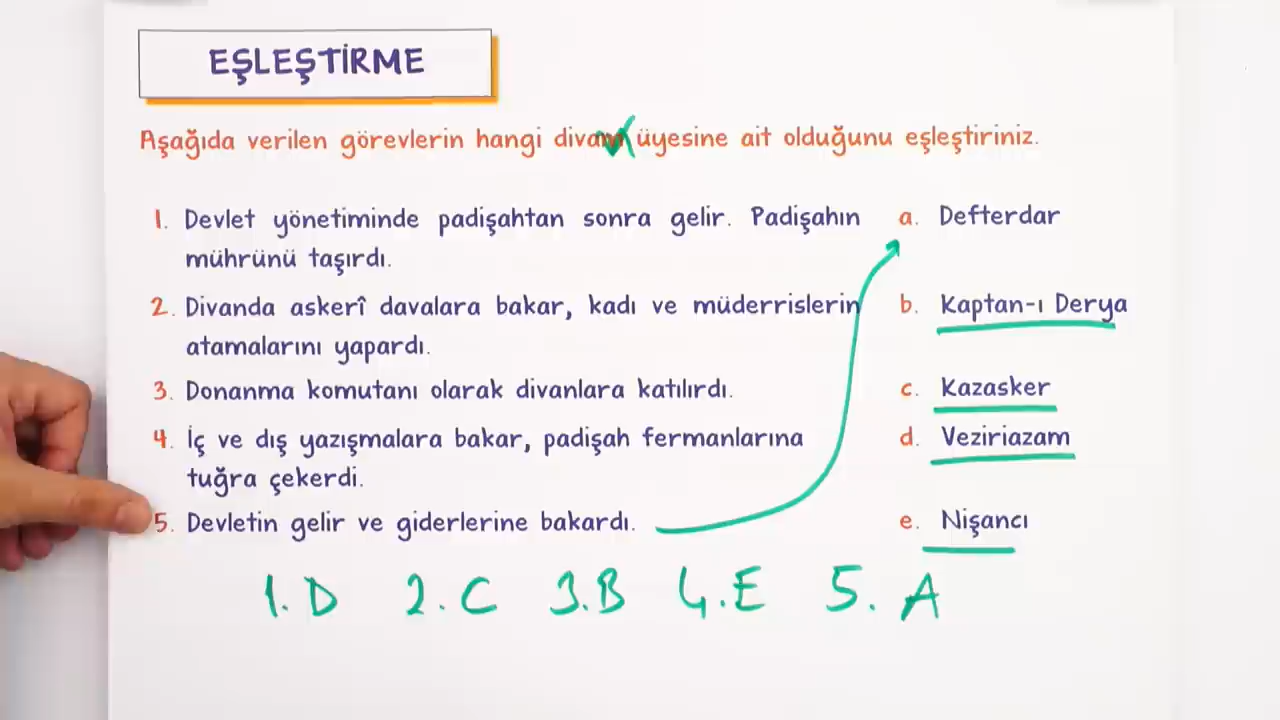 EŞLEŞTİRME
Aşağıda verilen görevlerin hangi divan üyesine ait olduğunu eşleştiriniz.
1. Devlet yönetiminde padişahtan sonra gelir. Padişahın
mührünü taşırdı.
2. Divanda askerî davalara bakar, kadı ve müderrislerin
atamalarını yapardı.
3. Donanma komutanı olarak divanlara katılırdı.
4. İç ve dış yazışmalara bakar, padişah fermanlarına
tuğra çekerdi.
5. Devletin gelir ve giderlerine bakardı.
a. Defterdar
b. Kaptan-ı Derya
c. Kazasker
d. Veziriazam
e. Nişancı
1. D 2. C 3. B 4. E 5. A